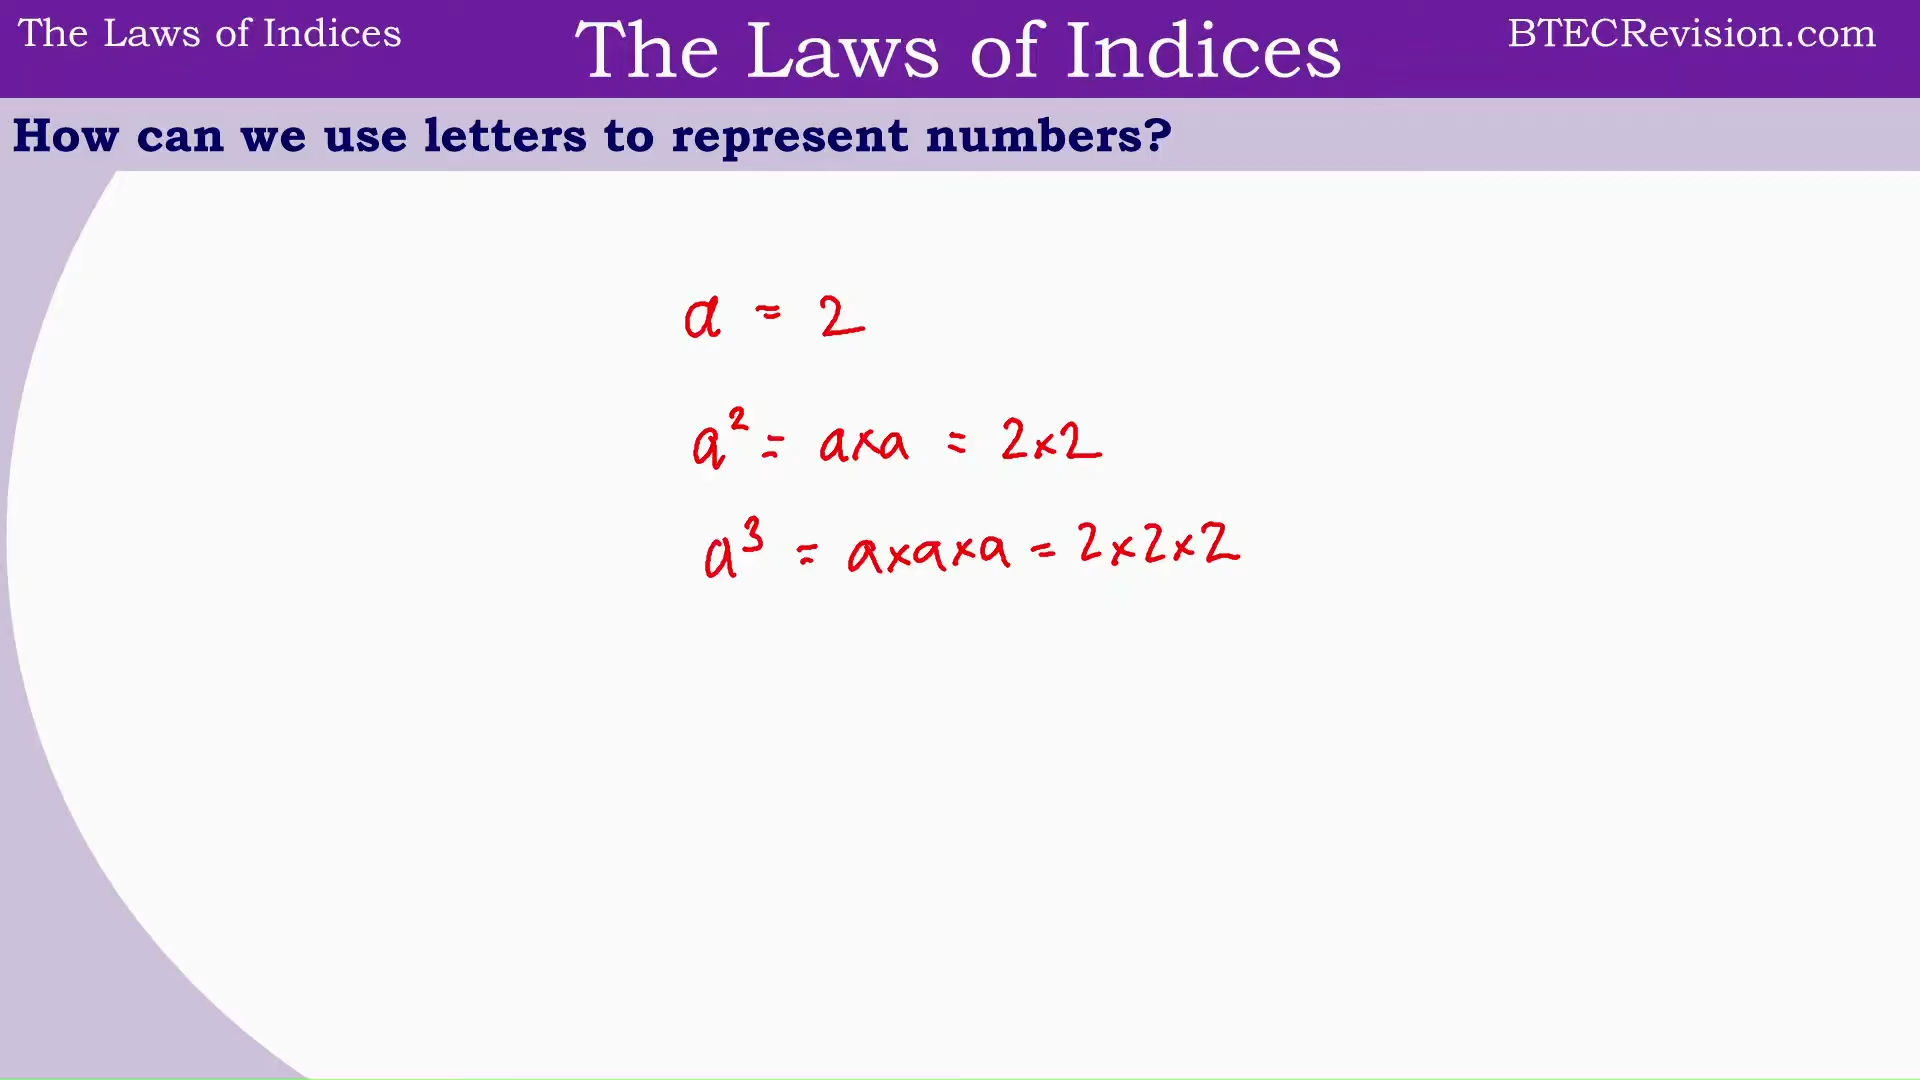 The Laws of Indices
The Laws of Indices
BTECRevision.com
How can we use letters to represent numbers?
a = 2
a² = a×a = 2×2
a³ = a×a×a = 2×2×2